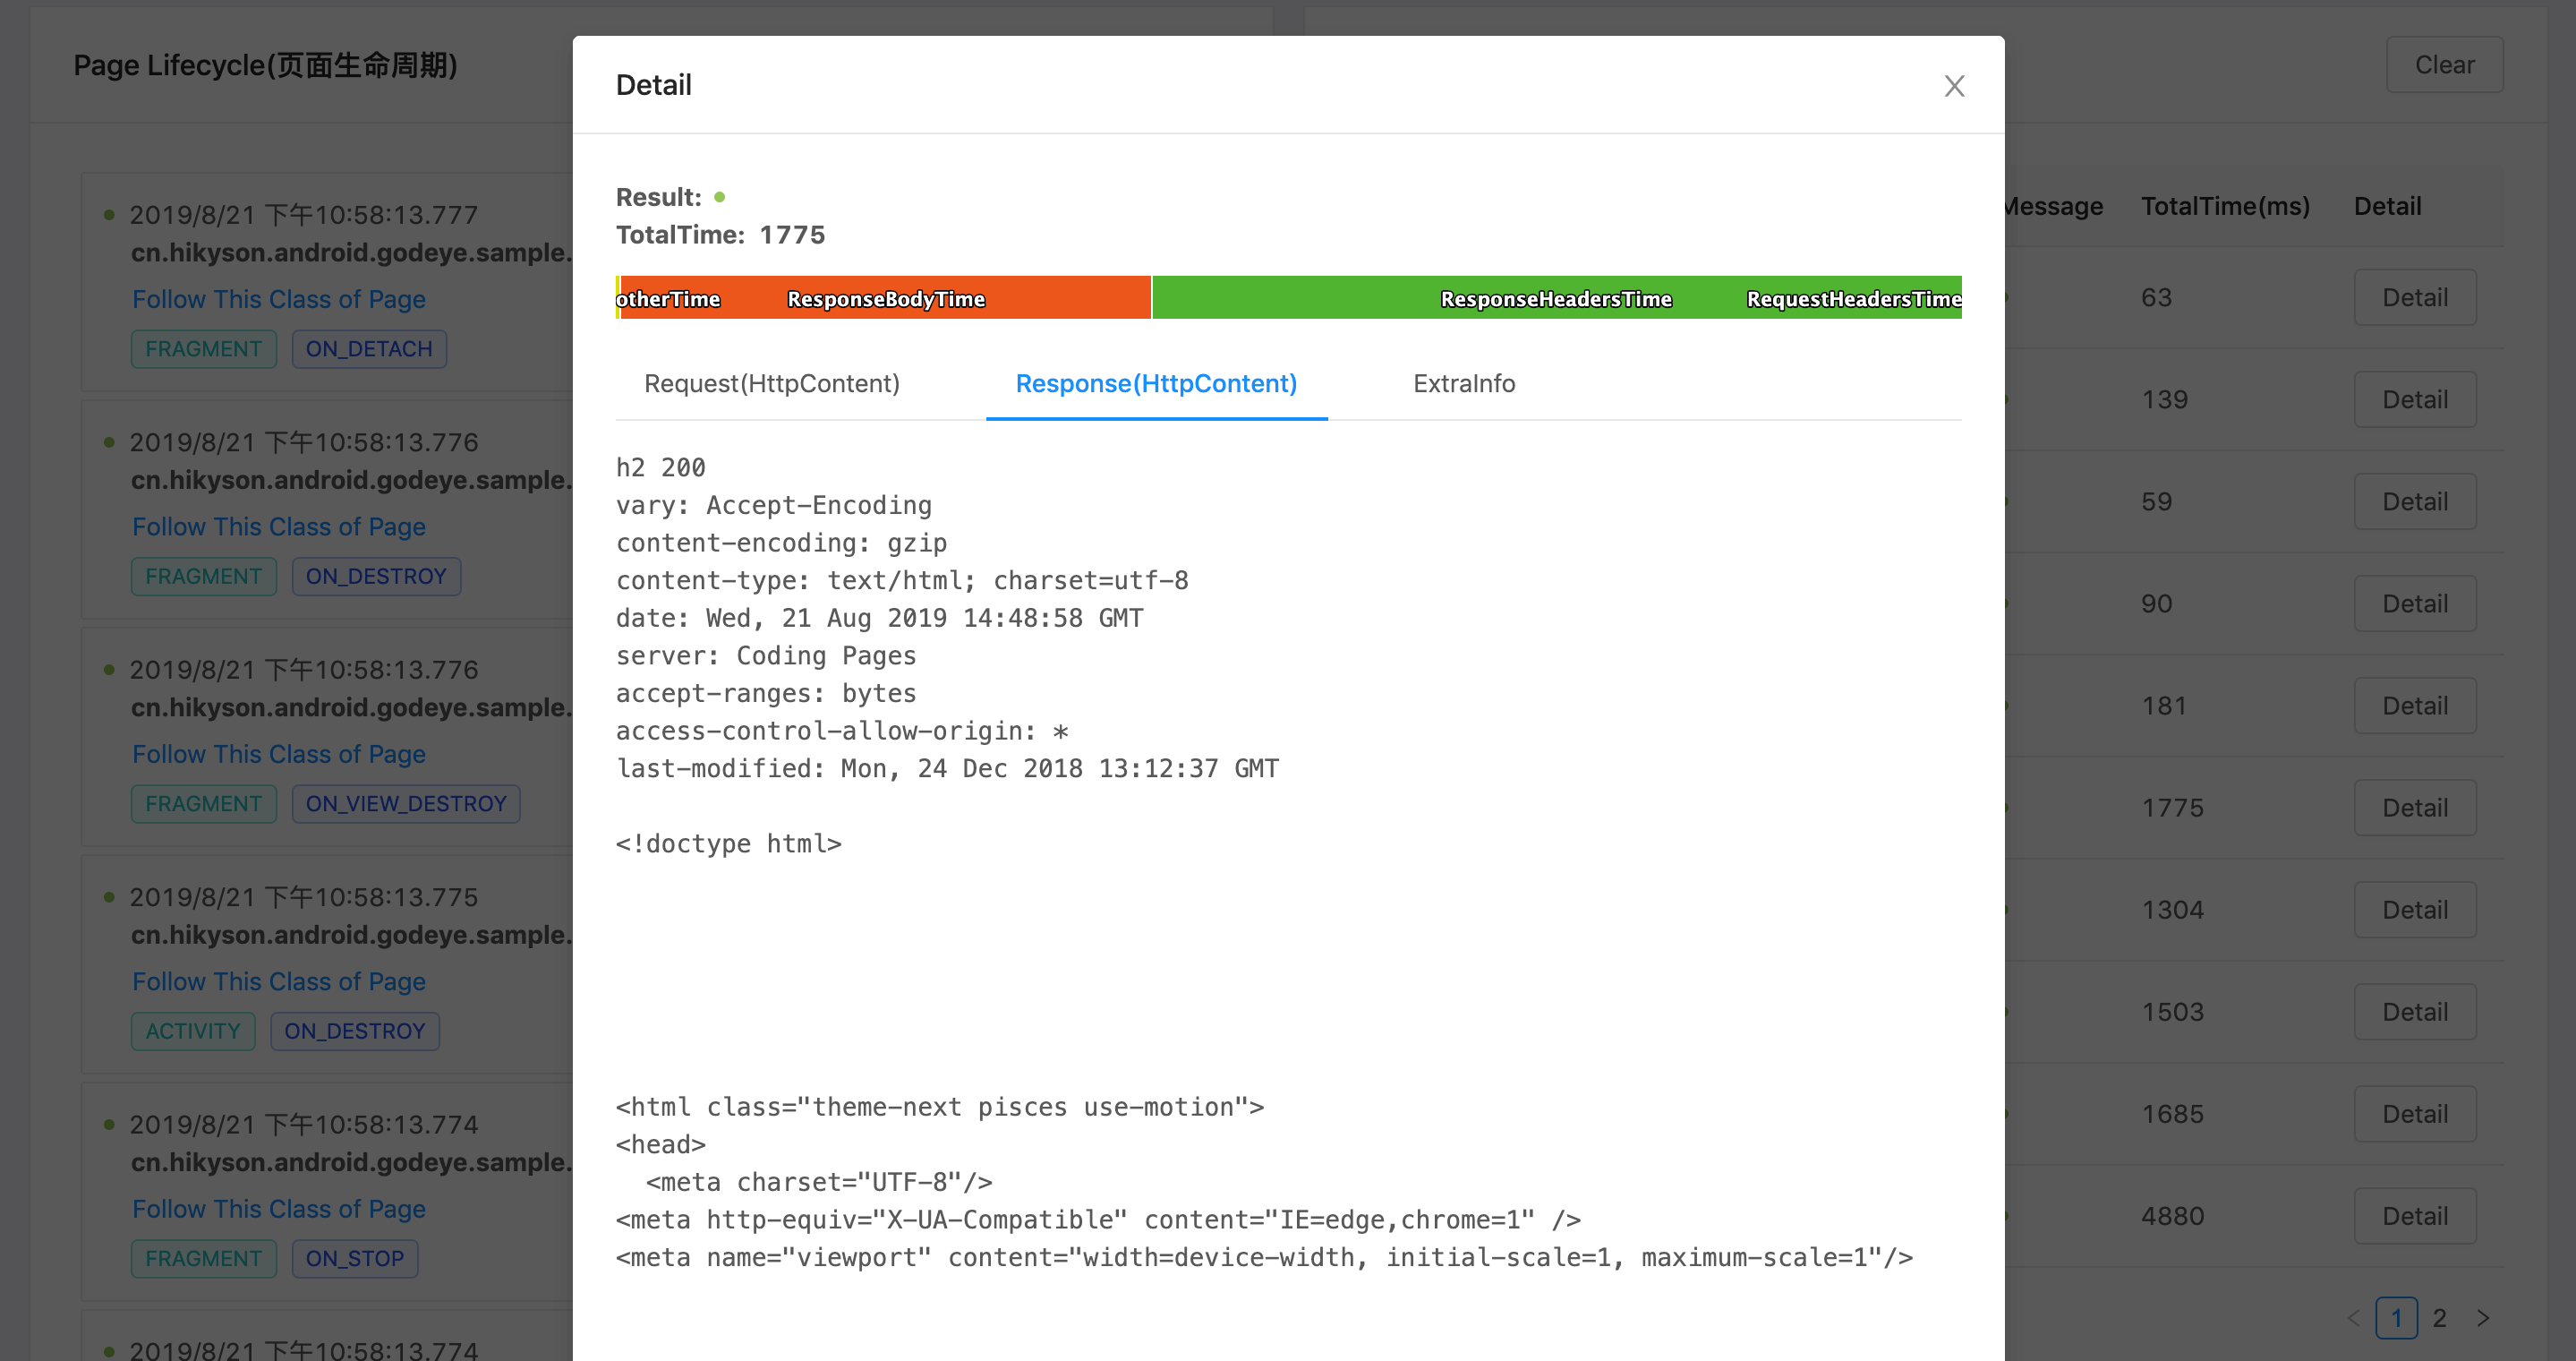 Page Lifecycle(页面生命周期)
Clear
2019/8/21 下午10:58:13.777
cn.hikyson.android.godeye.sample.
Follow This Class of Page
FRAGMENT ON_DETACH
2019/8/21 下午10:58:13.776
cn.hikyson.android.godeye.sample.
Follow This Class of Page
FRAGMENT ON_DESTROY
2019/8/21 下午10:58:13.776
cn.hikyson.android.godeye.sample.
Follow This Class of Page
FRAGMENT ON_VIEW_DESTROY
2019/8/21 下午10:58:13.775
cn.hikyson.android.godeye.sample.
Follow This Class of Page
ACTIVITY ON_DESTROY
2019/8/21 下午10:58:13.774
cn.hikyson.android.godeye.sample.
Follow This Class of Page
FRAGMENT ON_STOP
2019/8/21 下午10:58:13.774
Detail
Result:
TotalTime: 1775
otherTime ResponseBodyTime ResponseHeadersTime RequestHeadersTime
Request(HttpContent) Response(HttpContent) ExtraInfo
h2 200
vary: Accept-Encoding
content-encoding: gzip
content-type: text/html; charset=utf-8
date: Wed, 21 Aug 2019 14:48:58 GMT
server: Coding Pages
accept-ranges: bytes
access-control-allow-origin: *
last-modified: Mon, 24 Dec 2018 13:12:37 GMT
<!doctype html>
<html class="theme-next pisces use-motion">
<head>
<meta charset="UTF-8"/>
<meta http-equiv="X-UA-Compatible" content="IE=edge,chrome=1" />
<meta name="viewport" content="width=device-width, initial-scale=1, maximum-scale=1"/>
Message TotalTime(ms) Detail
63 Detail
139 Detail
59 Detail
90 Detail
181 Detail
1775 Detail
1304 Detail
1503 Detail
1685 Detail
4880 Detail
< 1 2 >